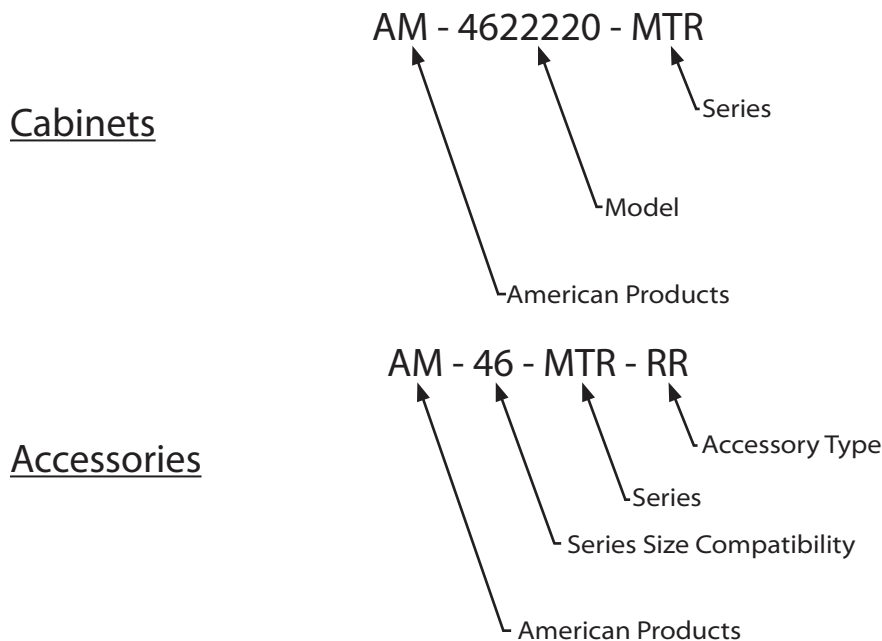 AM - 4622220 - MTR
Series
Cabinets
Model
American Products
AM - 46 - MTR - RR
Accessory Type
Accessories
Series
Series Size Compatibility
American Products